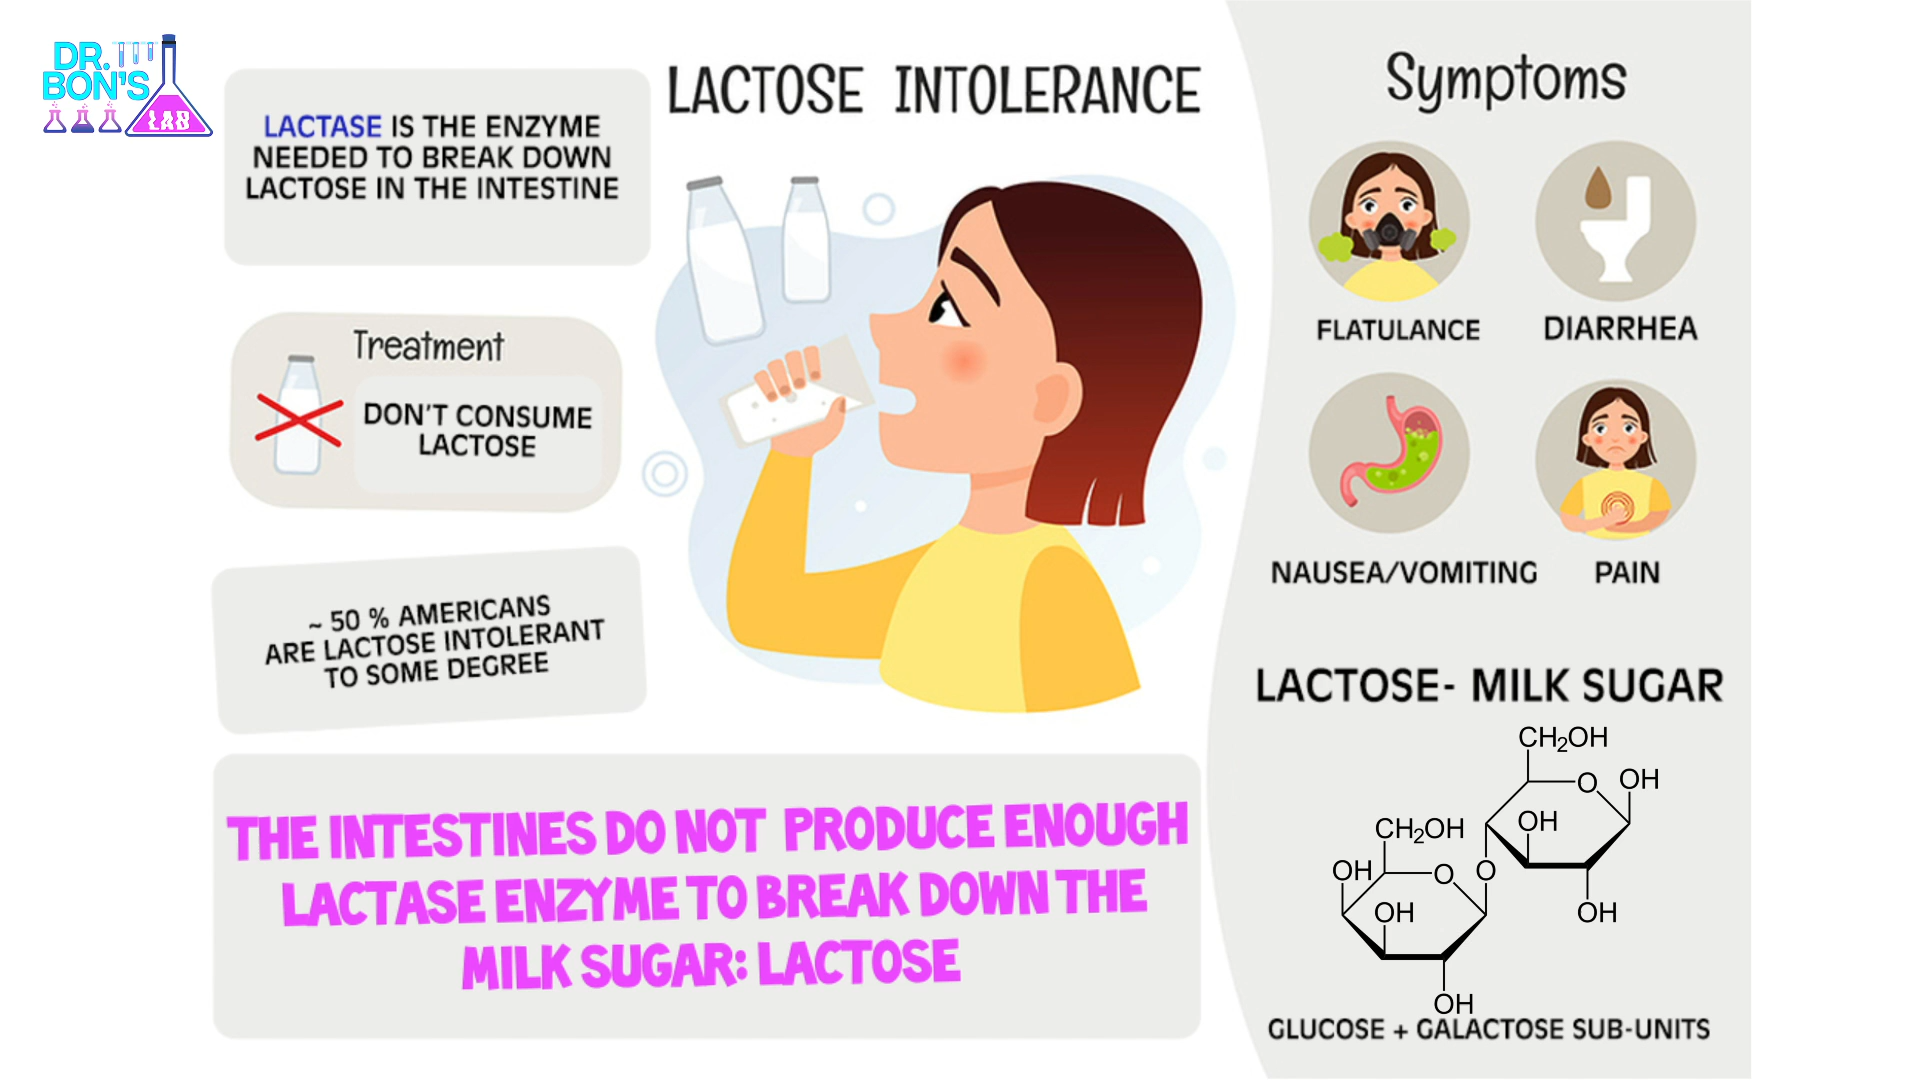 DR.
BON'S
LAB
LACTASE IS THE ENZYME
NEEDED TO BREAK DOWN
LACTOSE IN THE INTESTINE
Treatment
DON'T CONSUME
LACTOSE
~ 50 % AMERICANS
ARE LACTOSE INTOLERANT
TO SOME DEGREE
LACTOSE INTOLERANCE
THE INTESTINES DO NOT PRODUCE ENOUGH
LACTASE ENZYME TO BREAK DOWN THE
MILK SUGAR: LACTOSE
Symptoms
FLATULANCE
DIARRHEA
NAUSEA/VOMITING
PAIN
LACTOSE- MILK SUGAR
CH2OH
O OH
OH
CH2OH
OH O O
OH OH
OH
GLUCOSE + GALACTOSE SUB-UNITS